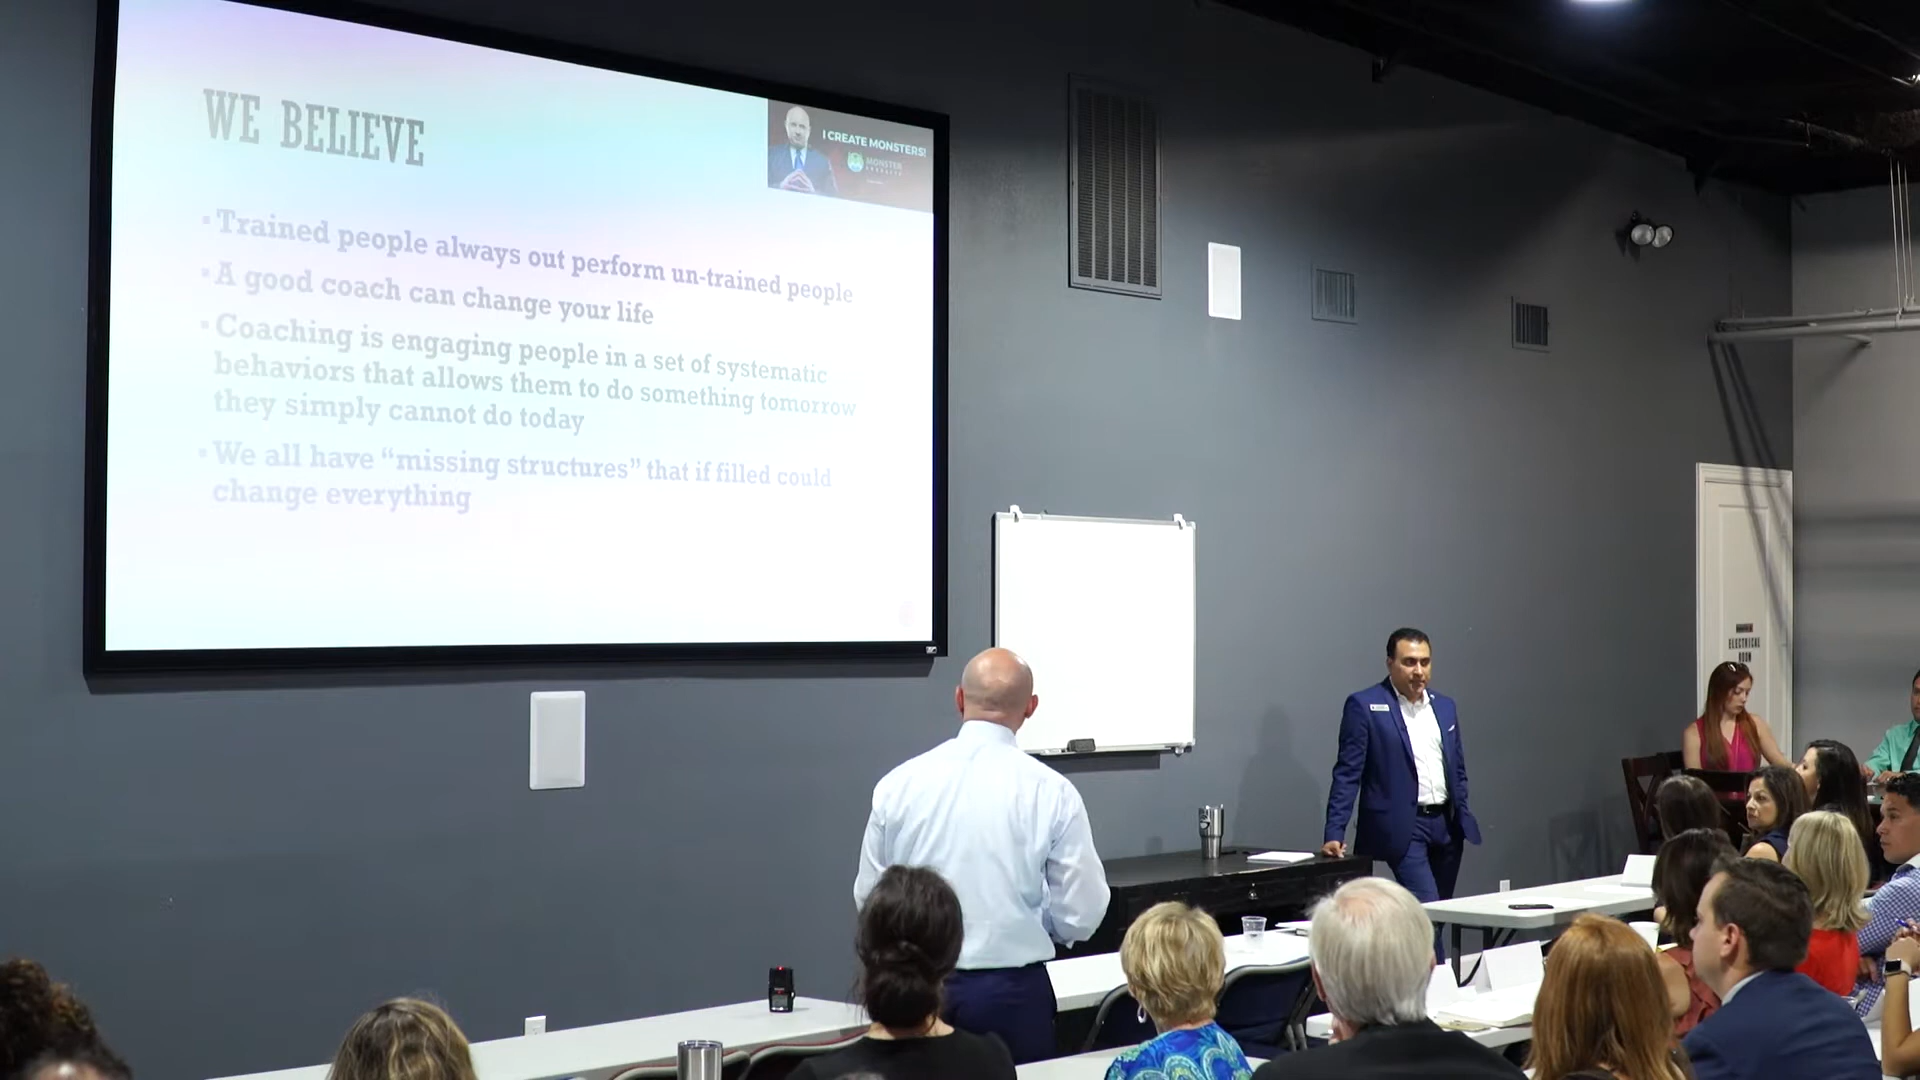 WE BELIEVE
I CREATE MONSTERS!
MONSTER
▪Trained people always out perform un-trained people
▪A good coach can change your life
▪Coaching is engaging people in a set of systematic
behaviors that allows them to do something tomorrow
they simply cannot do today
▪We all have “missing structures” that if filled could
change everything
ELECTRICAL
ROOM